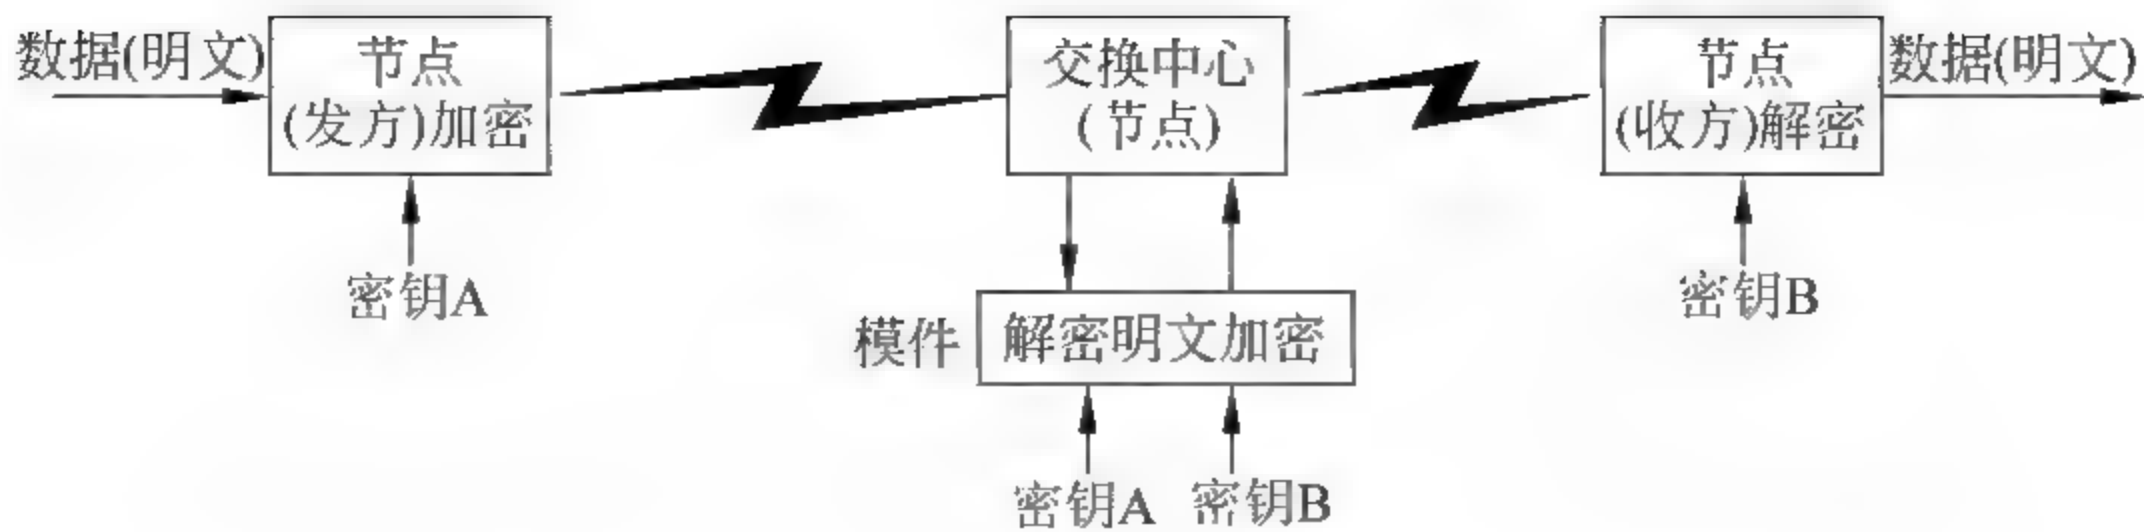 数据(明文)
节点
(发方)加密
密钥A
交换中心
(节点)
模件
解密明文加密
密钥A
密钥B
节点
(收方)解密
密钥B
数据(明文)